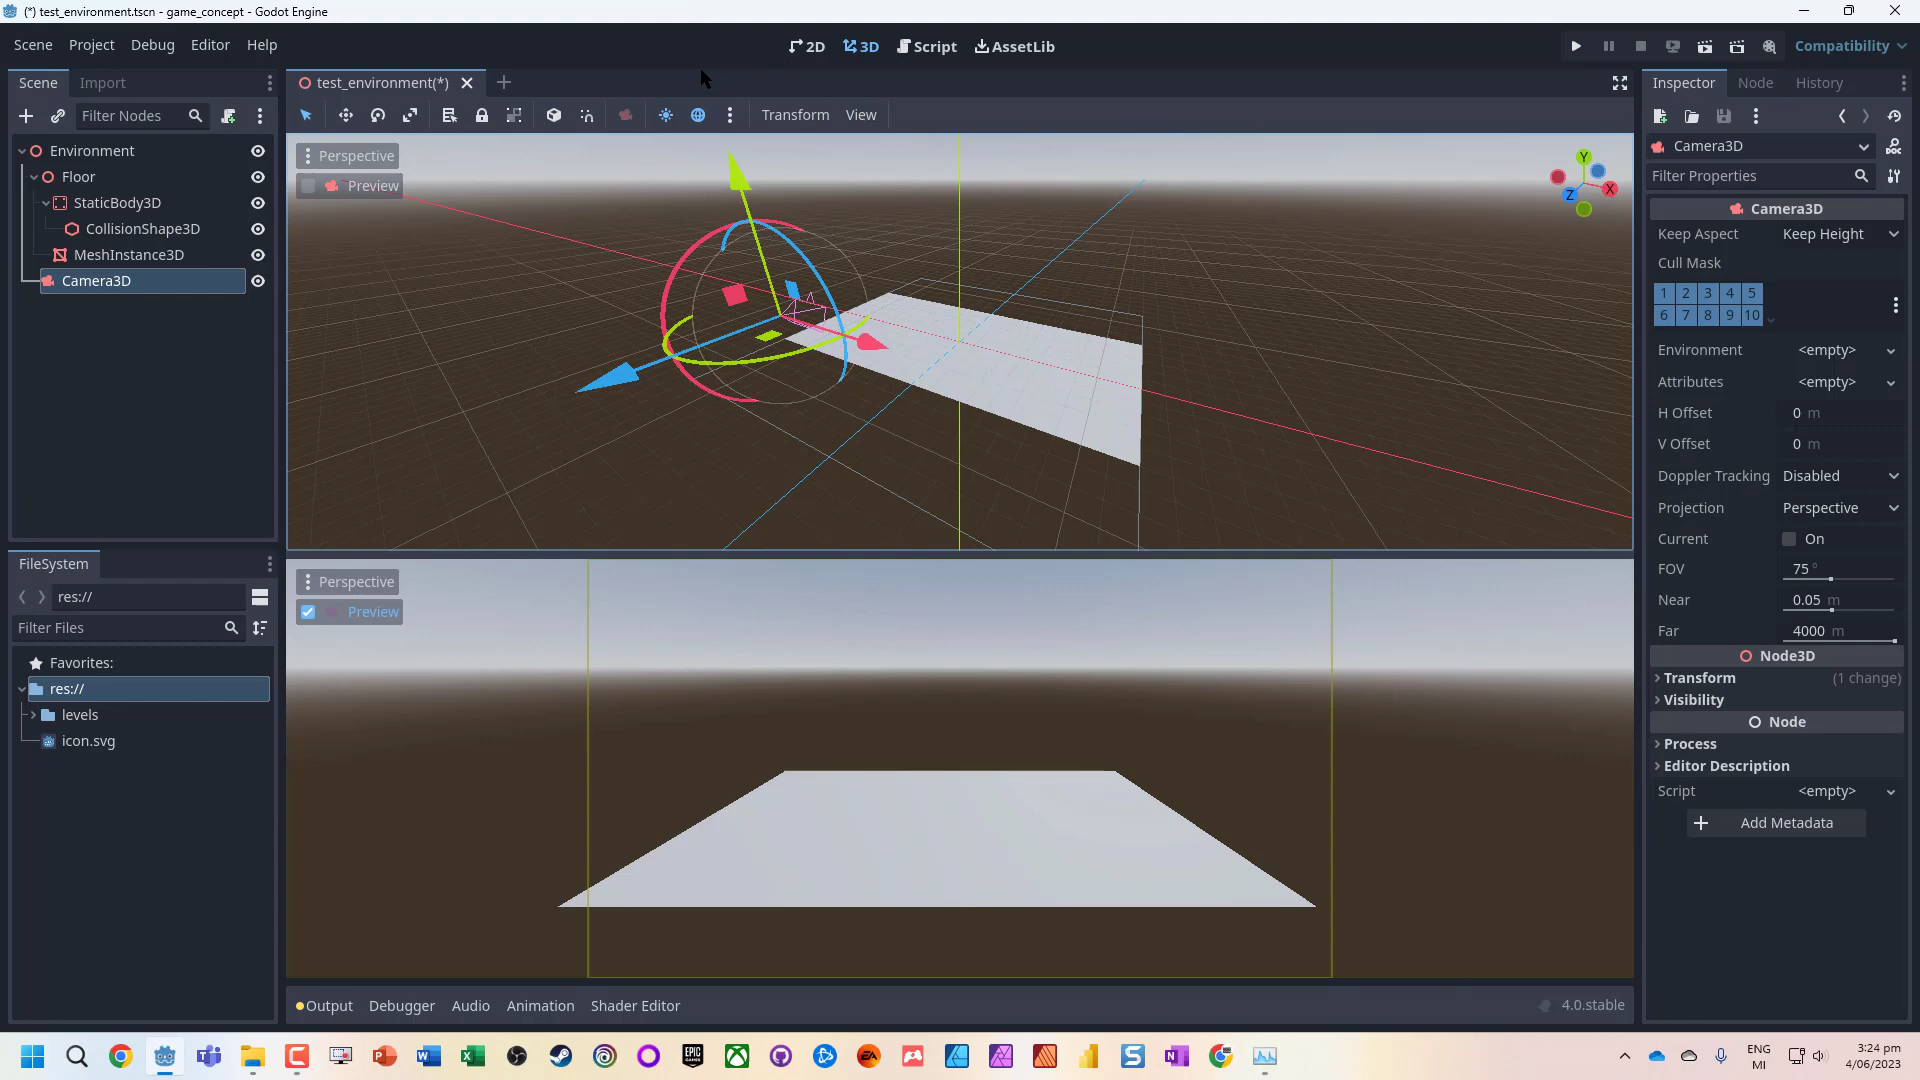 (*) test_environment.tscn - game_concept - Godot Engine
Scene Project Debug Editor Help
2D 3D Script AssetLib
Compatibility
Scene Import
test_environment(*)
Inspector Node History
Filter Nodes
Transform View
Environment
Floor
StaticBody3D
CollisionShape3D
MeshInstance3D
Camera3D
Perspective
Preview
Y
X
Z
Camera3D
Filter Properties
Camera3D
Keep Aspect Keep Height
Cull Mask
1 2 3 4 5
6 7 8 9 10
Environment <empty>
Attributes <empty>
H Offset 0 m
V Offset 0 m
Doppler Tracking Disabled
Projection Perspective
Current On
FOV 75 °
Near 0.05 m
Far 4000 m
Node3D
Transform (1 change)
Visibility
Node
Process
Editor Description
Script <empty>
Add Metadata
FileSystem
res://
Filter Files
Favorites:
res://
levels
icon.svg
Perspective
Preview
Output Debugger Audio Animation Shader Editor
4.0.stable
ENG
MI
3:24 pm
4/06/2023